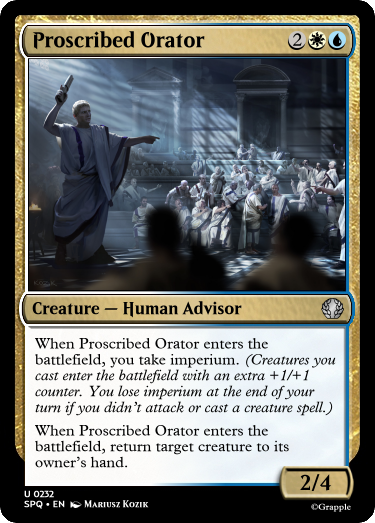 Proscribed Orator 2
Creature — Human Advisor
When Proscribed Orator enters the
battlefield, you take imperium. (Creatures you
cast enter the battlefield with an extra +1/+1
counter. You lose imperium at the end of your
turn if you didn't attack or cast a creature spell.)
When Proscribed Orator enters the
battlefield, return target creature to its
owner's hand.
2/4
U 0232
SPQ • EN Mariusz Kozik
©Grapple